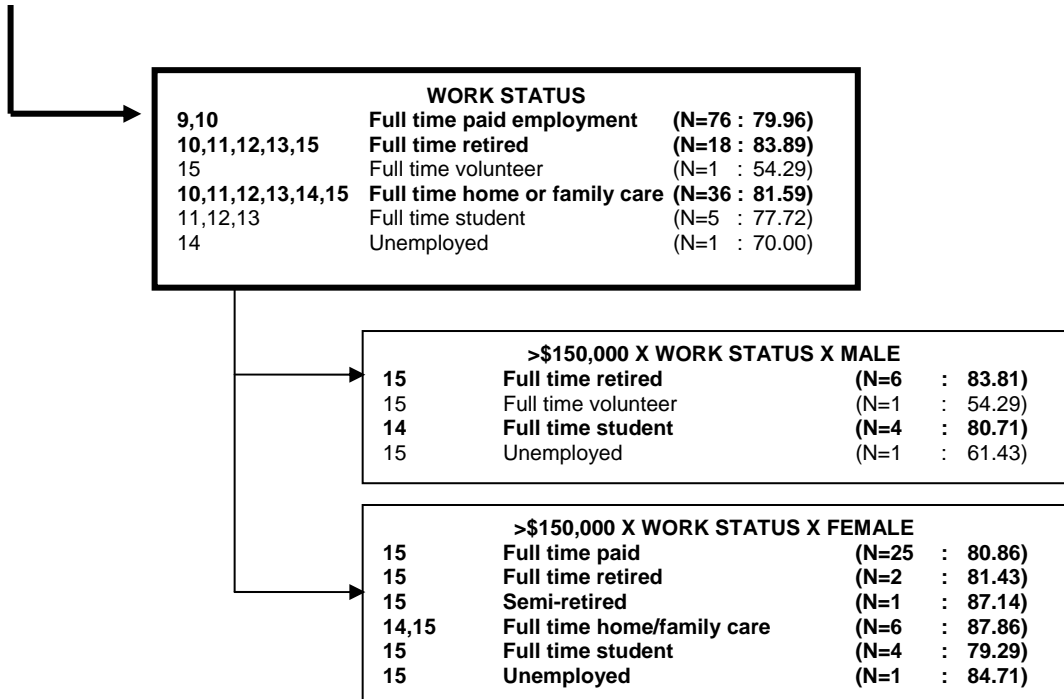 WORK STATUS
9,10 Full time paid employment (N=76 : 79.96)
10,11,12,13,15 Full time retired (N=18 : 83.89)
15 Full time volunteer (N=1 : 54.29)
10,11,12,13,14,15 Full time home or family care (N=36 : 81.59)
11,12,13 Full time student (N=5 : 77.72)
14 Unemployed (N=1 : 70.00)
>$150,000 X WORK STATUS X MALE
15 Full time retired (N=6 : 83.81)
15 Full time volunteer (N=1 : 54.29)
14 Full time student (N=4 : 80.71)
15 Unemployed (N=1 : 61.43)
>$150,000 X WORK STATUS X FEMALE
15 Full time paid (N=25 : 80.86)
15 Full time retired (N=2 : 81.43)
15 Semi-retired (N=1 : 87.14)
14,15 Full time home/family care (N=6 : 87.86)
15 Full time student (N=4 : 79.29)
15 Unemployed (N=1 : 84.71)